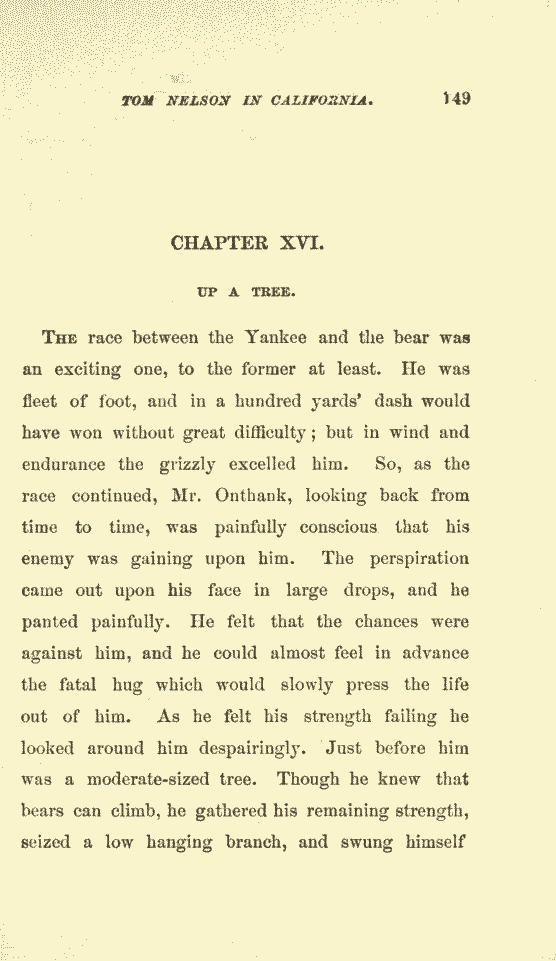 TOM NELSON IN CALIFORNIA. 149
CHAPTER XVI.
UP A TREE.
THE race between the Yankee and the bear was
an exciting one, to the former at least. He was
fleet of foot, and in a hundred yards' dash would
have won without great difficulty; but in wind and
endurance the grizzly excelled him. So, as the
race continued, Mr. Onthank, looking back from
time to time, was painfully conscious that his
enemy was gaining upon him. The perspiration
came out upon his face in large drops, and he
panted painfully. He felt that the chances were
against him, and he could almost feel in advance
the fatal hug which would slowly press the life
out of him. As he felt his strength failing he
looked around him despairingly. Just before him
was a moderate-sized tree. Though he knew that
bears can climb, he gathered his remaining strength,
seized a low hanging branch, and swung himself